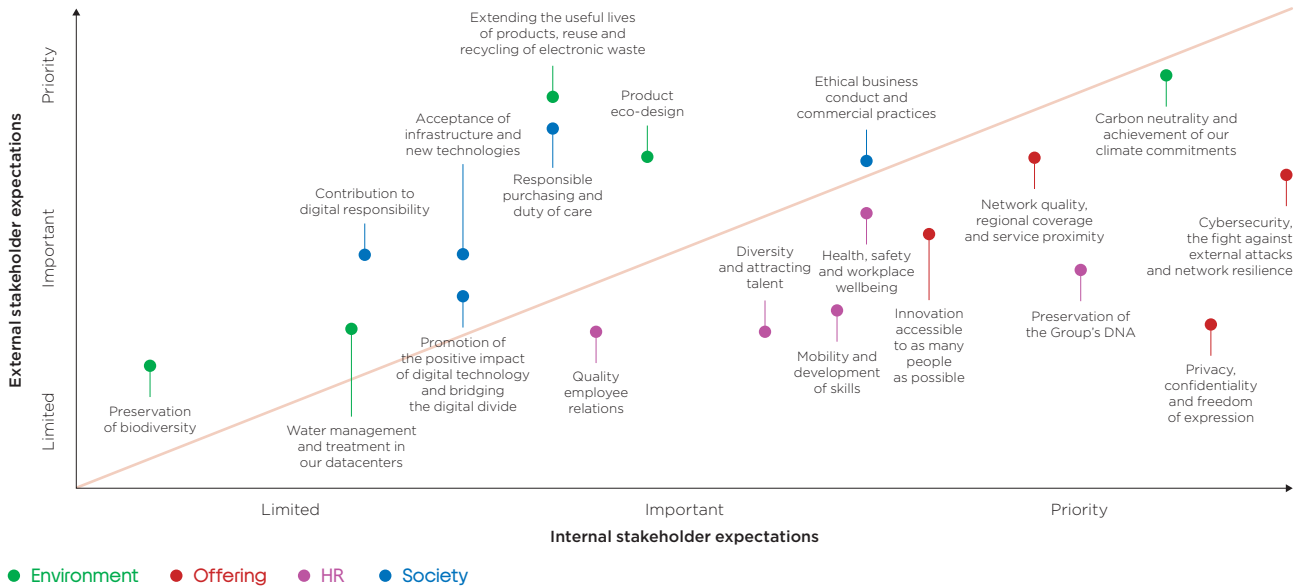 External stakeholder expectations
Priority
Important
Limited
Extending the useful lives
of products, reuse and
recycling of electronic waste
Product
eco-design
Ethical business
conduct and
commercial practices
Acceptance of
infrastructure and
new technologies
Carbon neutrality and
achievement of our
climate commitments
Responsible
purchasing and
duty of care
Contribution to
digital responsibility
Network quality,
regional coverage
and service proximity
Cybersecurity,
the fight against
external attacks
and network resilience
Diversity
and attracting
talent
Health, safety
and workplace
wellbeing
Innovation
accessible
to as many
people
as possible
Preservation of
the Group's DNA
Promotion of
the positive impact
of digital technology
and bridging
the digital divide
Mobility and
development
of skills
Quality
employee
relations
Privacy,
confidentiality
and freedom
of expression
Preservation
of biodiversity
Water management
and treatment in
our datacenters
Limited
Important
Priority
Internal stakeholder expectations
Environment
Offering
HR
Society